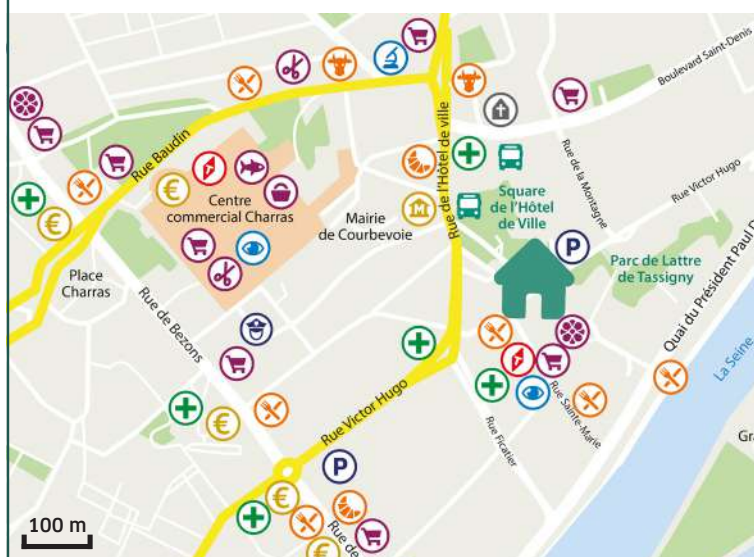 Boulevard Saint-Denis
Rue Baudin
Rue de l'Hôtel de ville
Rue de la Montagne
Rue Victor Hugo
Centre
commercial Charras
Mairie
de Courbevoie
Square
de l'Hôtel
de Ville
P
Parc de Lattre
de Tassigny
Quai du Président Paul D
Place
Charras
Rue de Bezons
La Seine
€
€
€
Rue Victor Hugo
Rue Sainte-Marie
Rue Ficatier
P
Gra
€
Rue de
€
100 m